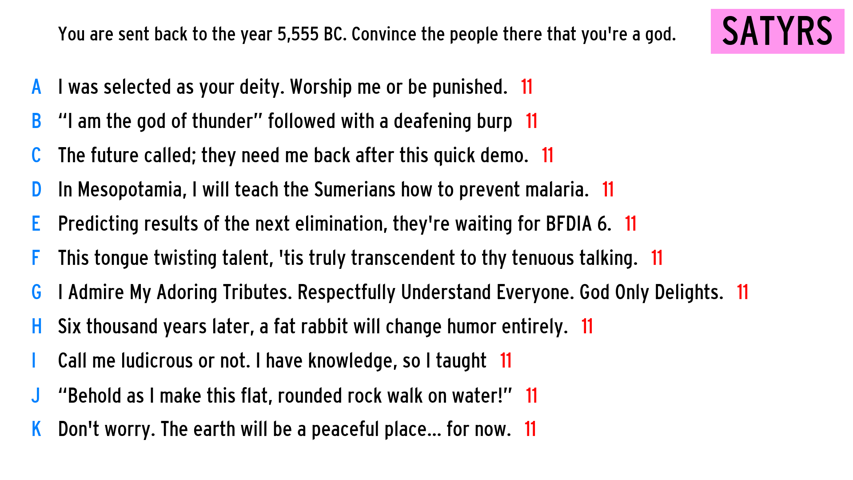 You are sent back to the year 5,555 BC. Convince the people there that you're a god.
SATYRS
A I was selected as your deity. Worship me or be punished. 11
B “I am the god of thunder” followed with a deafening burp 11
C The future called; they need me back after this quick demo. 11
D In Mesopotamia, I will teach the Sumerians how to prevent malaria. 11
E Predicting results of the next elimination, they're waiting for BFDIA 6. 11
F This tongue twisting talent, 'tis truly transcendent to thy tenuous talking. 11
G I Admire My Adoring Tributes. Respectfully Understand Everyone. God Only Delights. 11
H Six thousand years later, a fat rabbit will change humor entirely. 11
I Call me ludicrous or not. I have knowledge, so I taught 11
J “Behold as I make this flat, rounded rock walk on water!” 11
K Don't worry. The earth will be a peaceful place... for now. 11